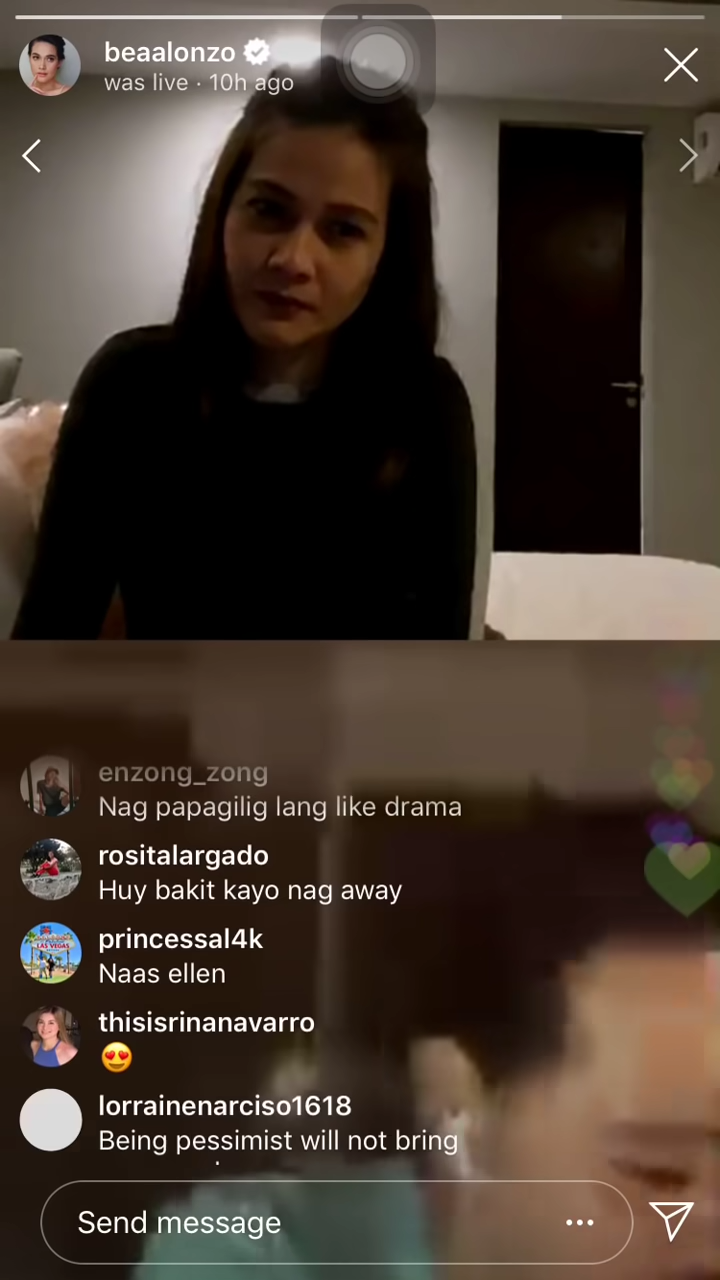 beaalonzo
was live · 10h ago
enzong_zong
Nag papagilig lang like drama
rositalargado
Huy bakit kayo nag away
princessal4k
Naas ellen
thisisrinanavarro
😍
lorrainenarciso1618
Being pessimist will not bring
Send message